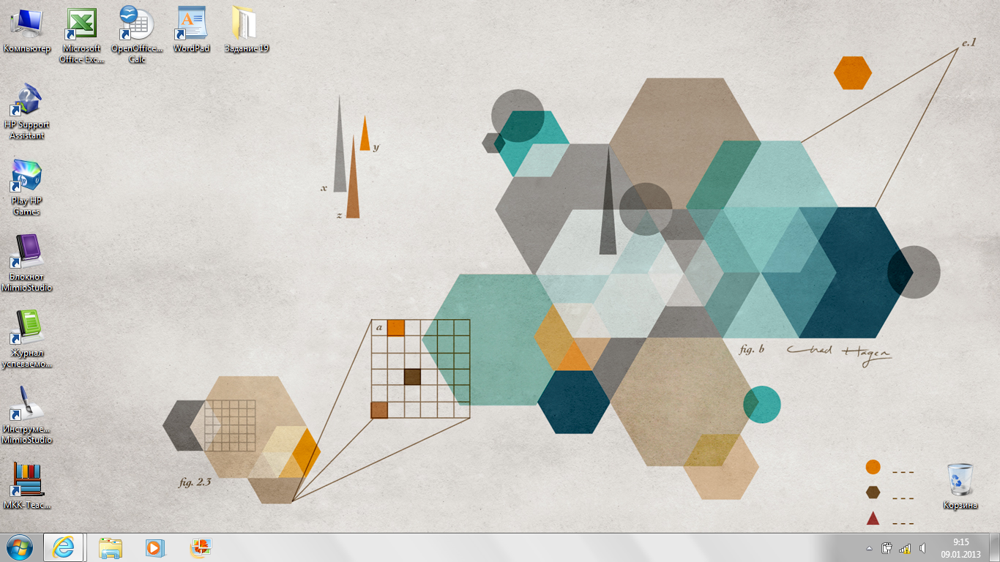 Компьютер
Microsoft
Office Exc...
OpenOffice....
Calc
WordPad
Задание 19
HP Support
Assistant
Play HP
Games
Блокнот
MimioStudio
Журнал
успеваемо...
Инструме...
MimioStudio
MKK-Teac...
Корзина
x
y
z
e.1
a
fig. b
Chad Hagen
fig. 2.3
9:15
09.01.2013